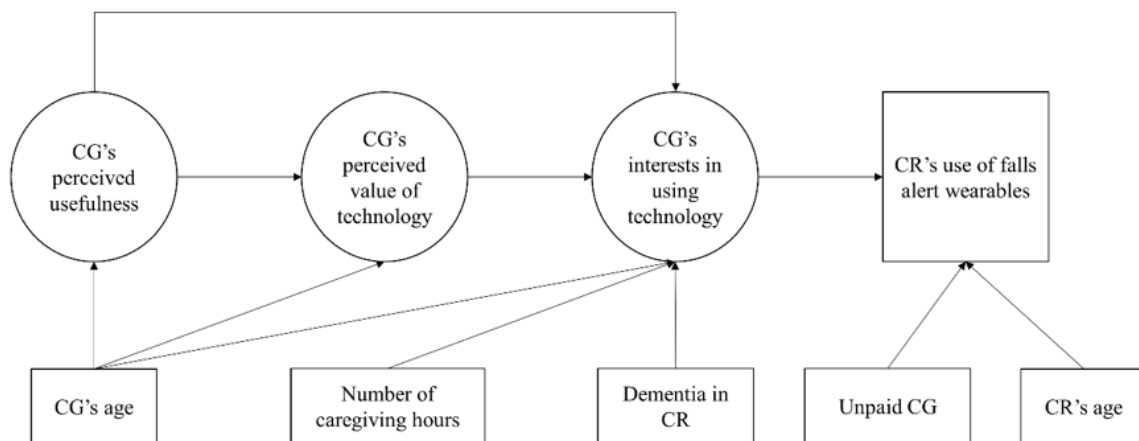 CG's
perceived
usefulness
CG's
perceived
value of
technology
CG's
interests in
using
technology
CR's use of falls
alert wearables
CG's age
Number of
caregiving hours
Dementia in
CR
Unpaid CG
CR's age